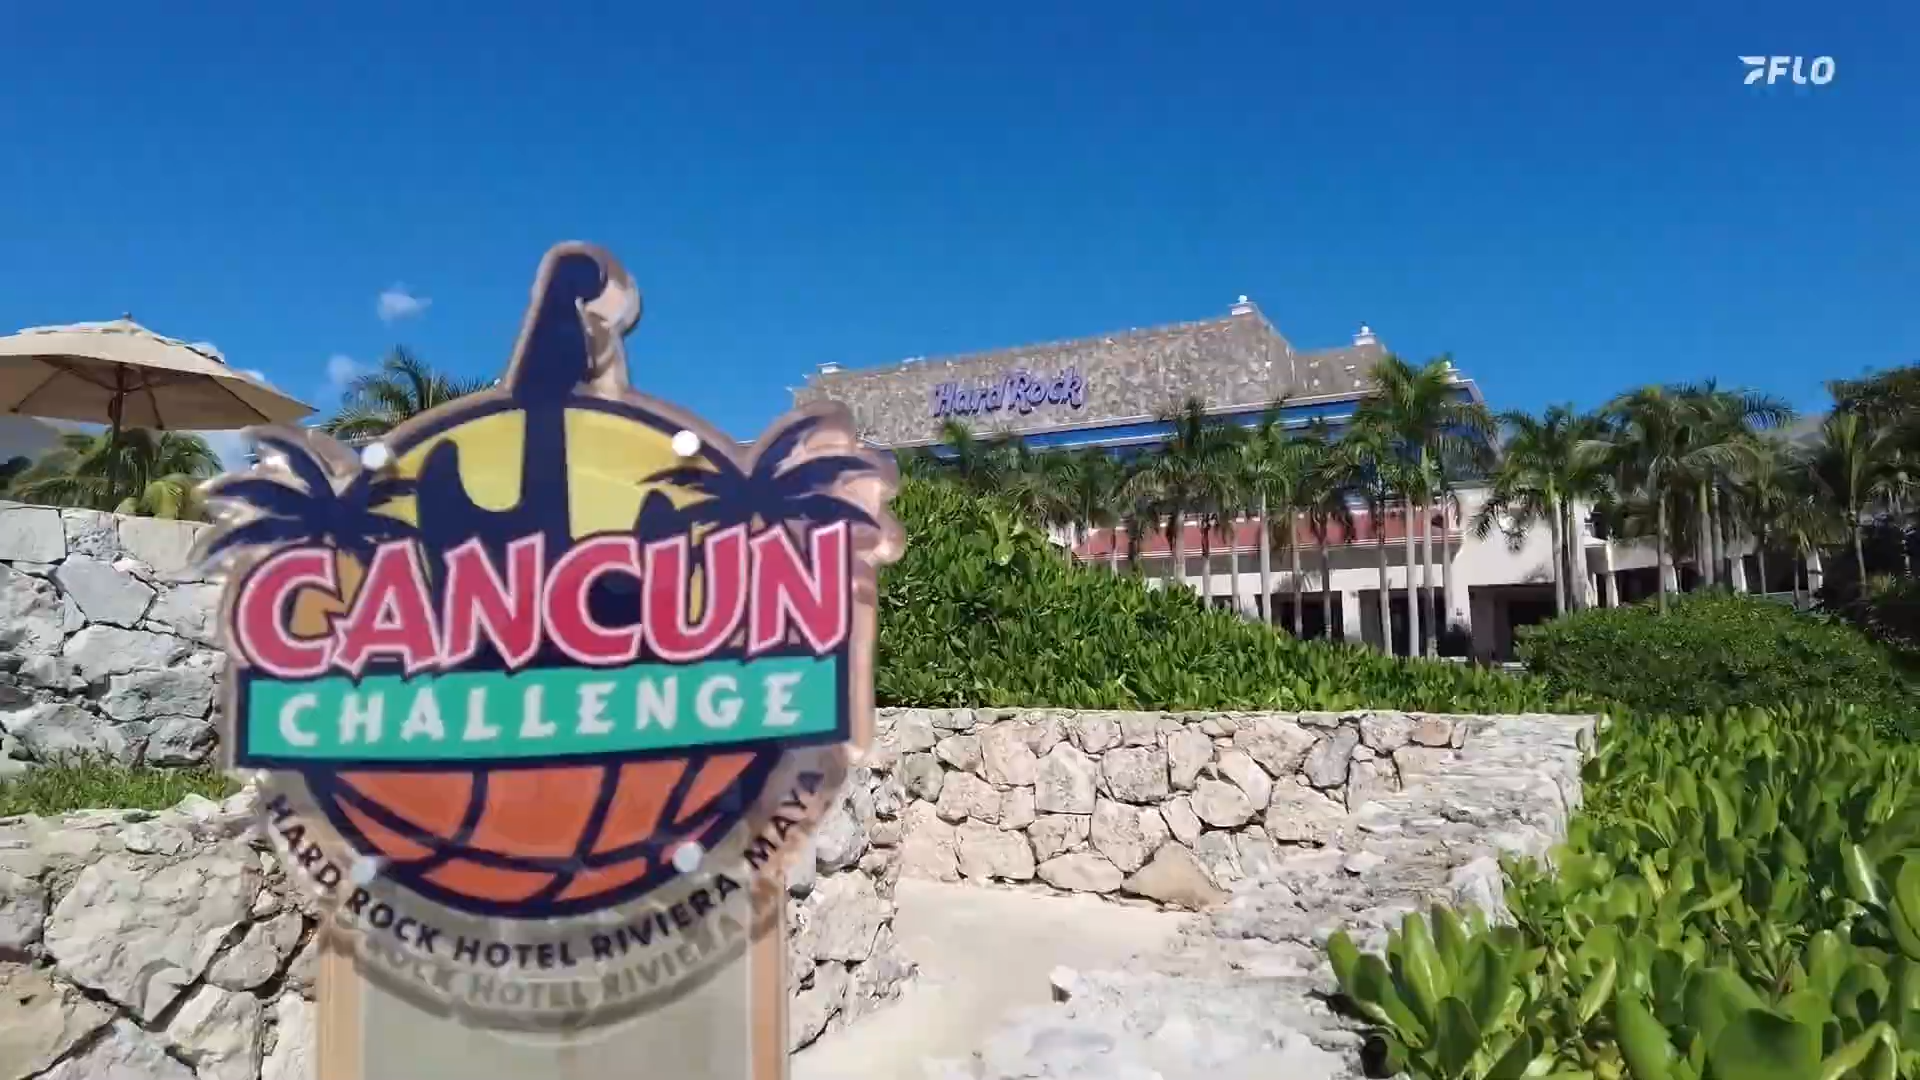 FLO
Hard Rock
CANCUN
CHALLENGE
HARD ROCK HOTEL RIVIERA MAYA